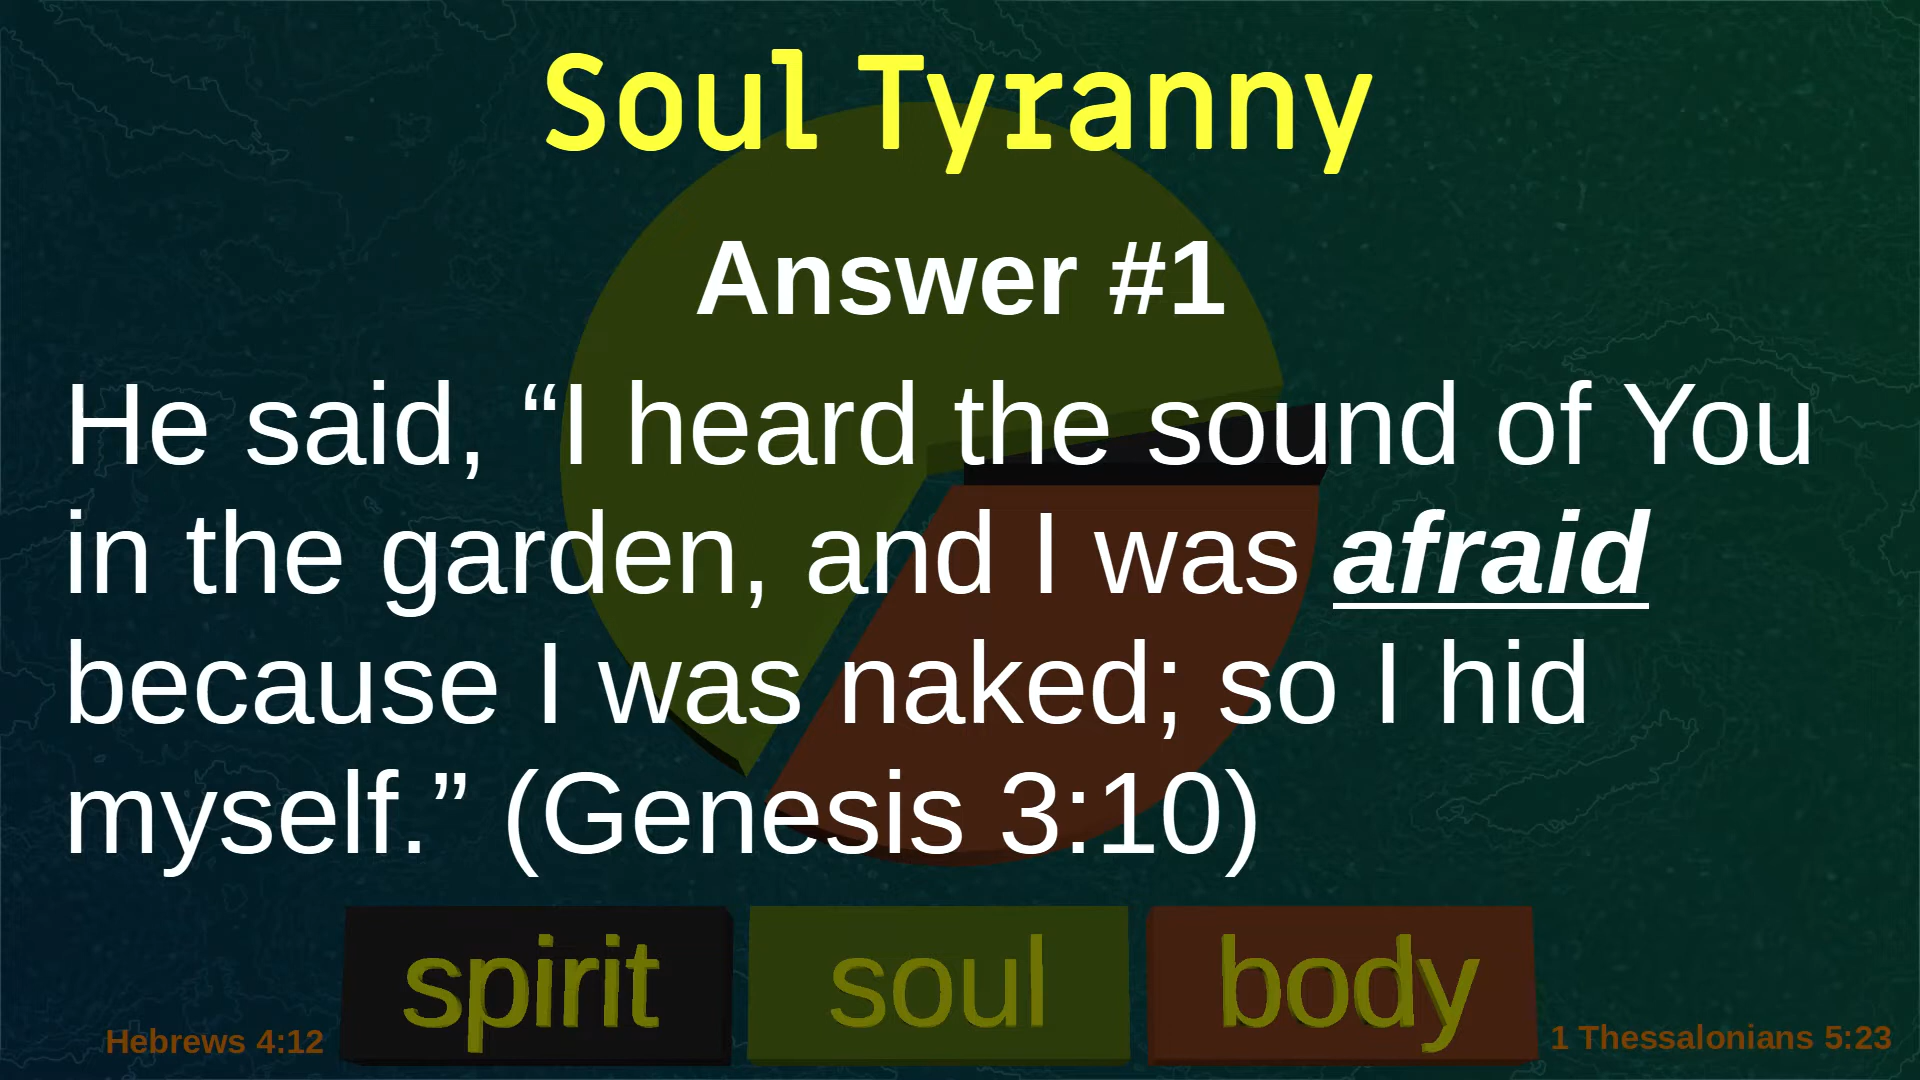 Soul Tyranny
Answer #1
He said, “I heard the sound of You
in the garden, and I was afraid
because I was naked; so I hid
myself.” (Genesis 3:10)
spirit soul body
Hebrews 4:12
1 Thessalonians 5:23